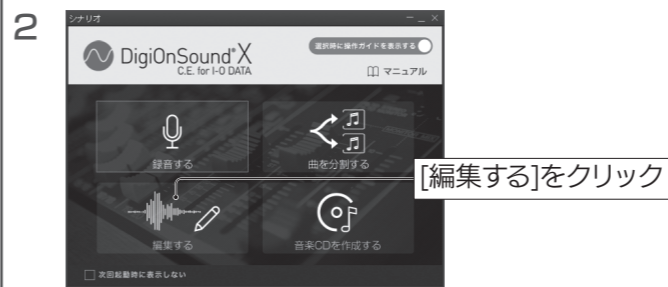 2
シナリオ
DigiOnSound®X
C.E. for I-O DATA
選択時に操作ガイドを表示する
マニュアル
録音する
曲を分割する
[編集する]をクリック
編集する
音楽CDを作成する
次回起動時に表示しない